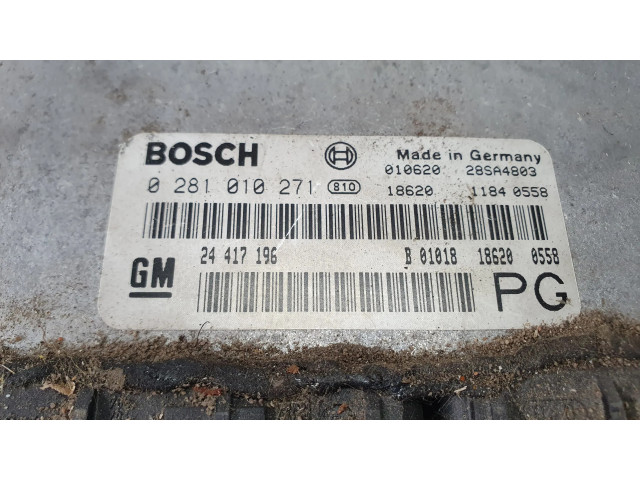 BOSCH Made in Germany
010620 28SA4803
0 281 010 271 810 18620 1184 0558
24 417 196 B 01018 18620 0558
GM PG